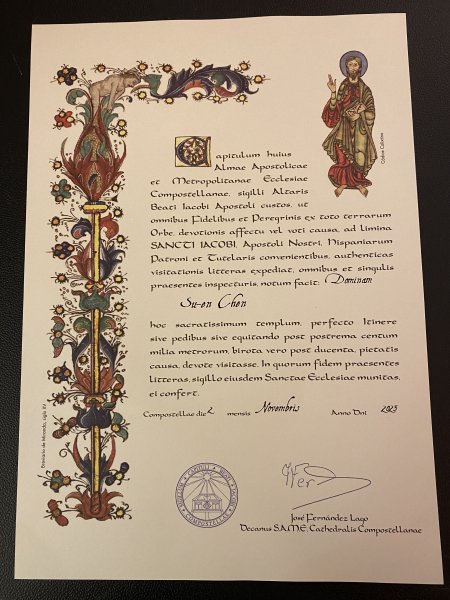 Capitulum huius
Almae Apostolicae
et Metropolitanae Ecclesiae
Compostellanae, sigilli Altaris
Beati Iacobi Apostoli custos, ut
omnibus Fidelibus et Peregrinis ex toto terrarum
Orbe, devotionis affectu vel voti causa, ad limina
SANCTI IACOBI, Apostoli Nostri, Hispaniarum
Patroni et Tutelaris convenientibus, authenticas
visitationis litteras expediat, omnibus et singulis
praesentes inspecturis, notum facit: Dominam
Su-en Chen
hoc sacratissimum templum, perfecto Itinere
sive pedibus sive equitando post postrema centum
milia metrorum, birota vero post ducenta, pietatis
causa, devote visitasse. In quorum fidem praesentes
litteras, sigillo eiusdem Sanctae Ecclesiae munitas,
ei confert.
Compostellae die 2 mensis Novembris Anno Dni 2023
José Fernández Lago
Decanus S.A.M.E. Cathedralis Compostellanae
Códice Calixtino